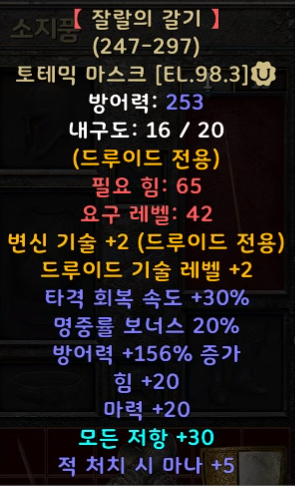 소지품
【 잘랄의 갈기 】
(247-297)
토테믹 마스크 [EL.98.3]
방어력: 253
내구도: 16 / 20
(드루이드 전용)
필요 힘: 65
요구 레벨: 42
변신 기술 +2 (드루이드 전용)
드루이드 기술 레벨 +2
타격 회복 속도 +30%
명중률 보너스 20%
방어력 +156% 증가
힘 +20
마력 +20
모든 저항 +30
적 처치 시 마나 +5